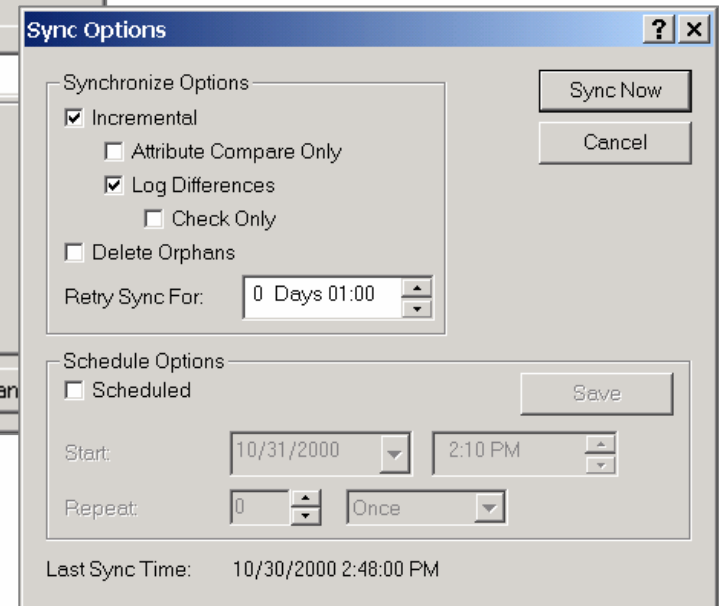 Sync Options
Synchronize Options
Sync Now
Incremental
Cancel
Attribute Compare Only
Log Differences
Check Only
Delete Orphans
Retry Sync For: 0 Days 01:00
Schedule Options
an
Scheduled
Save
Start: 10/31/2000 2:10 PM
Repeat: 0 Once
Last Sync Time: 10/30/2000 2:48:00 PM